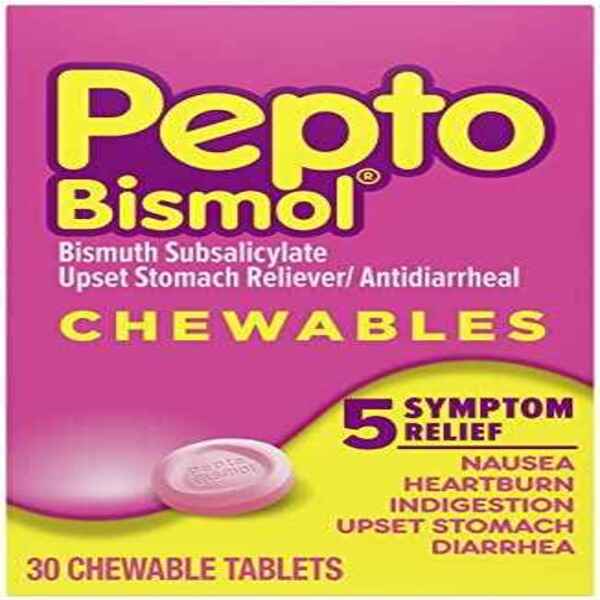 Pepto
Bismol®
Bismuth Subsalicylate
Upset Stomach Reliever/ Antidiarrheal
CHEWABLES
5 SYMPTOM
RELIEF
NAUSEA
HEARTBURN
INDIGESTION
UPSET STOMACH
DIARRHEA
pepto
Bismol
30 CHEWABLE TABLETS